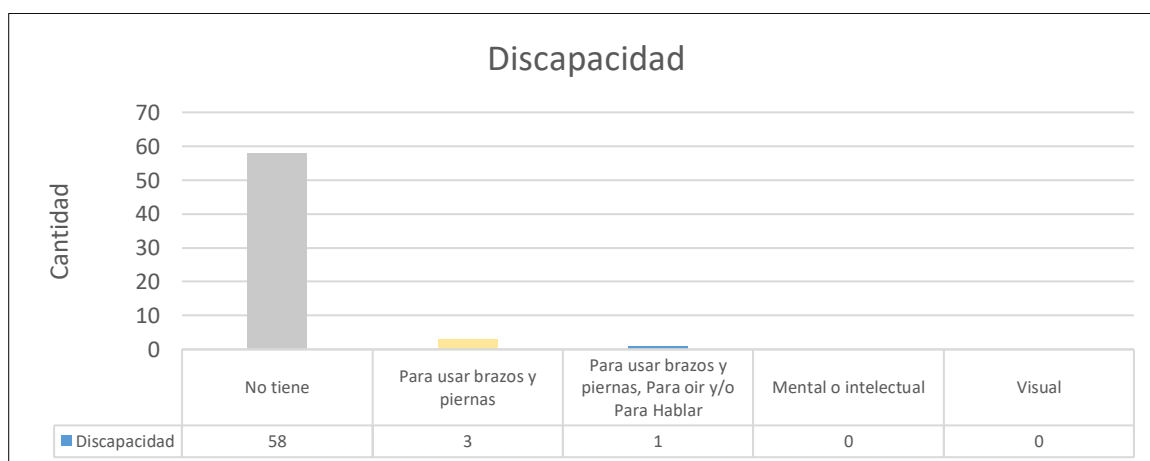 Discapacidad
Cantidad
70
60
50
40
30
20
10
0
No tiene
Para usar brazos y
piernas
Para usar brazos y
piernas, Para oir y/o
Para Hablar
Mental o intelectual
Visual
Discapacidad 58 3 1 0 0